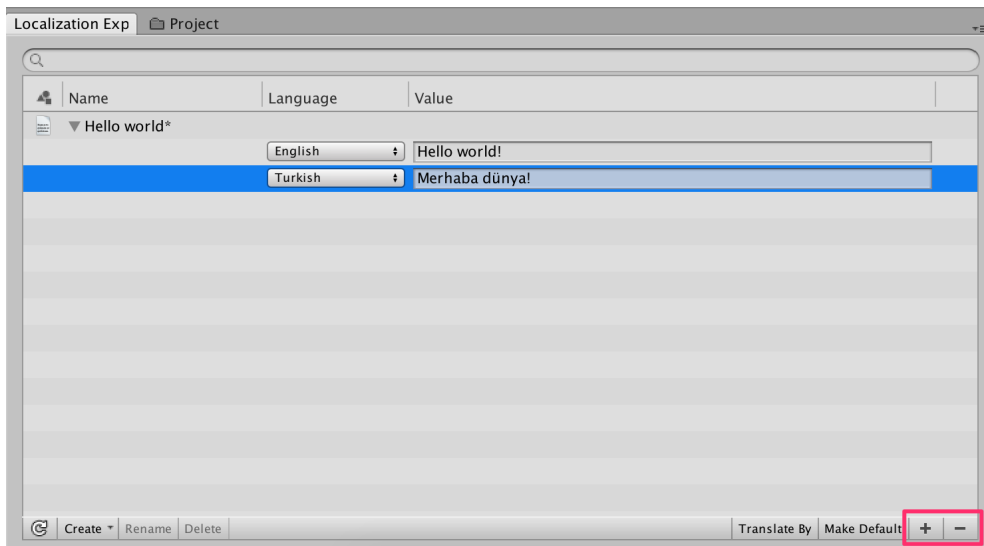 Localization Exp Project
Name Language Value
Hello world*
English Hello world!
Turkish Merhaba dünya!
Create Rename Delete Translate By Make Default + −